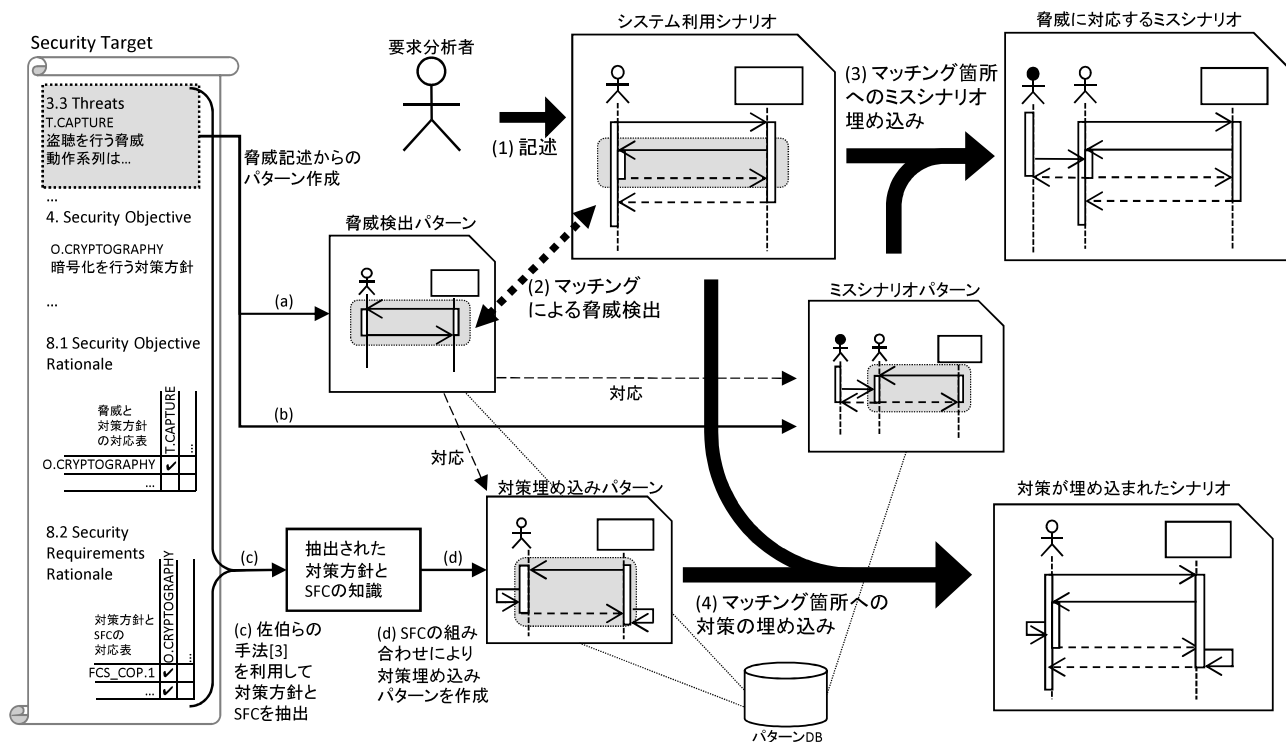 Security Target
3.3 Threats
T.CAPTURE
盗聴を行う脅威
動作系列は…
…
4. Security Objective
O.CRYPTOGRAPHY
暗号化を行う対策方針
…
8.1 Security Objective
Rationale
脅威と
対策方針
の対応表
T.CAPTURE
…
O.CRYPTOGRAPHY ✔
…
8.2 Security
Requirements
Rationale
対策方針と
SFCの
対応表
O.CRYPTOGRAPHY
…
FCS_COP.1 ✔
… ✔
要求分析者
(1) 記述
システム利用シナリオ
(3) マッチング箇所
へのミスシナリオ
埋め込み
脅威に対応するミスシナリオ
脅威記述からの
パターン作成
(a)
脅威検出パターン
(2) マッチング
による脅威検出
ミスシナリオパターン
対応
(b)
対応
対策埋め込みパターン
対策が埋め込まれたシナリオ
(c)
抽出された
対策方針と
SFCの知識
(d)
(4) マッチング箇所への
対策の埋め込み
(c) 佐伯らの
手法[3]
を利用して
対策方針と
SFCを抽出
(d) SFCの組み
合わせにより
対策埋め込み
パターンを作成
パターンDB